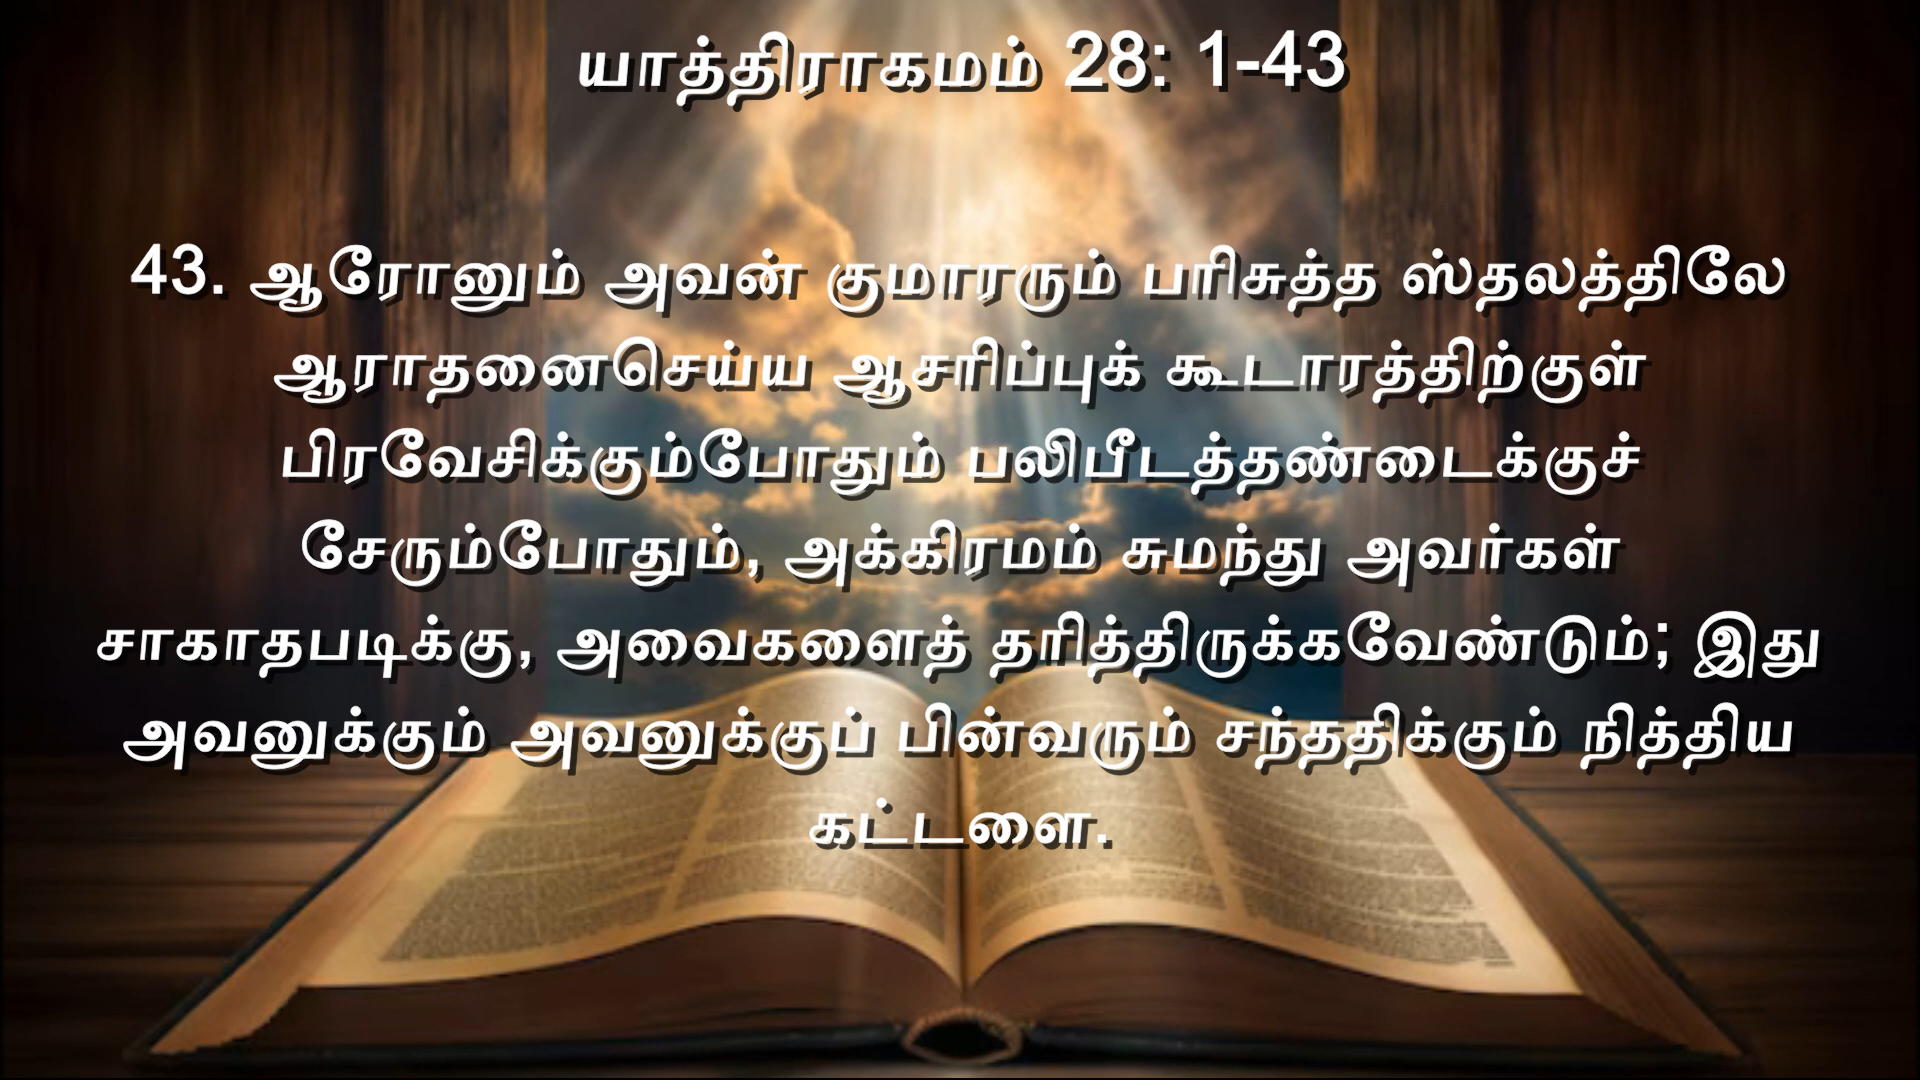 யாத்திராகமம் 28: 1-43
43. ஆரோனும் அவன் குமாரரும் பரிசுத்த ஸ்தலத்திலே
ஆராதனைசெய்ய ஆசரிப்புக் கூடாரத்திற்குள்
பிரவேசிக்கும்போதும் பலிபீடத்தண்டைக்குச்
சேரும்போதும், அக்கிரமம் சுமந்து அவர்கள்
சாகாதபடிக்கு, அவைகளைத் தரித்திருக்கவேண்டும்; இது
அவனுக்கும் அவனுக்குப் பின்வரும் சந்ததிக்கும் நித்திய
கட்டளை.